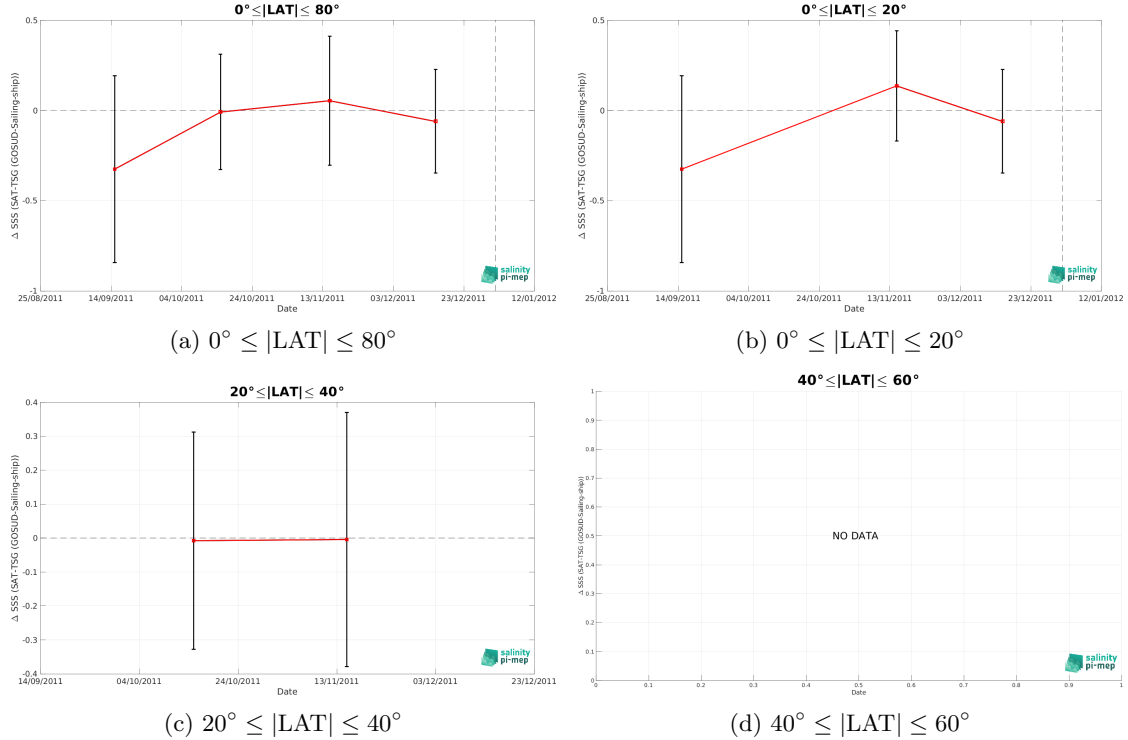 0°≤|LAT|≤ 80°
0.5
0
-0.5
-1
Δ SSS (SAT-TSG (GOSUD-Sailing-ship))
25/08/2011 14/09/2011 04/10/2011 24/10/2011 13/11/2011 03/12/2011 23/12/2011 12/01/2012
Date
salinity
pi-mep
(a) 0° ≤ |LAT| ≤ 80°
0°≤|LAT|≤ 20°
0.5
0
-0.5
-1
Δ SSS (SAT-TSG (GOSUD-Sailing-ship))
25/08/2011 14/09/2011 04/10/2011 24/10/2011 13/11/2011 03/12/2011 23/12/2011 12/01/2012
Date
salinity
pi-mep
(b) 0° ≤ |LAT| ≤ 20°
20°≤|LAT|≤ 40°
0.4
0.3
0.2
0.1
0
-0.1
-0.2
-0.3
-0.4
Δ SSS (SAT-TSG (GOSUD-Sailing-ship))
14/09/2011 04/10/2011 24/10/2011 13/11/2011 03/12/2011 23/12/2011
Date
salinity
pi-mep
(c) 20° ≤ |LAT| ≤ 40°
40°≤|LAT|≤ 60°
1
0.9
0.8
0.7
0.6
0.5
0.4
0.3
0.2
0.1
0
Δ SSS (SAT-TSG (GOSUD-Sailing-ship))
NO DATA
0 0.1 0.2 0.3 0.4 0.5 0.6 0.7 0.8 0.9 1
Date
salinity
pi-mep
(d) 40° ≤ |LAT| ≤ 60°